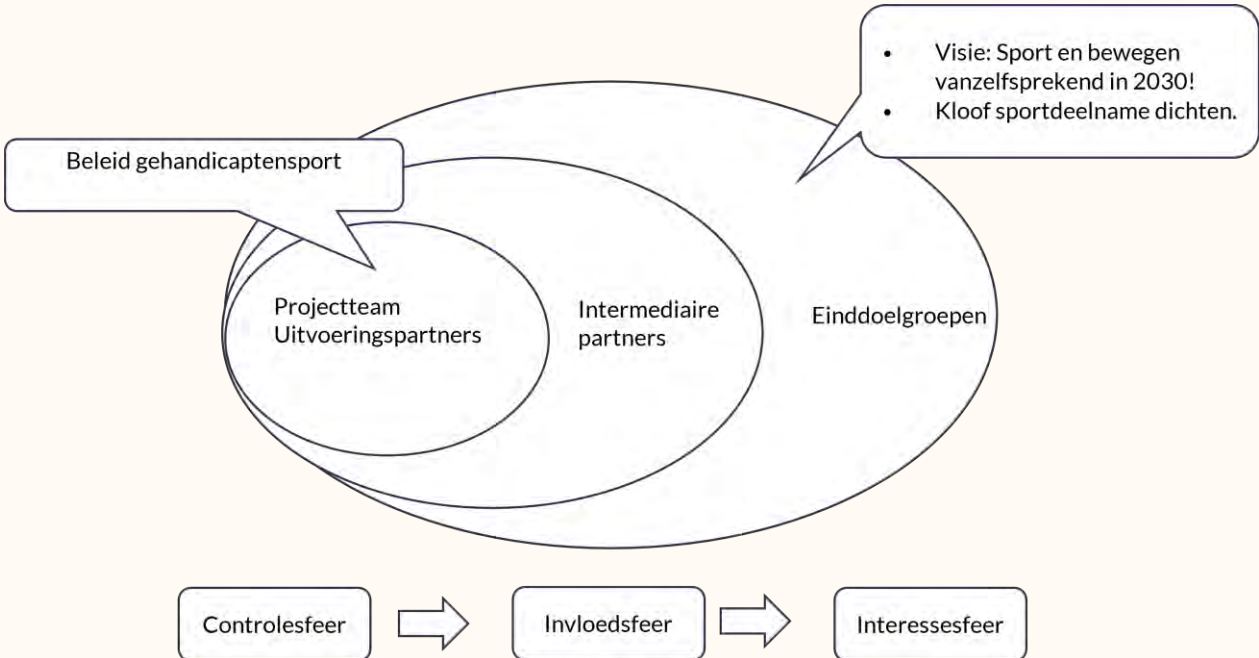 • Visie: Sport en bewegen
vanzelfsprekend in 2030!
• Kloof sportdeelname dichten.
Beleid gehandicaptensport
Projectteam
Uitvoeringspartners
Intermediaire
partners
Einddoelgroepen
Controlesfeer
Invloedsfeer
Interessesfeer